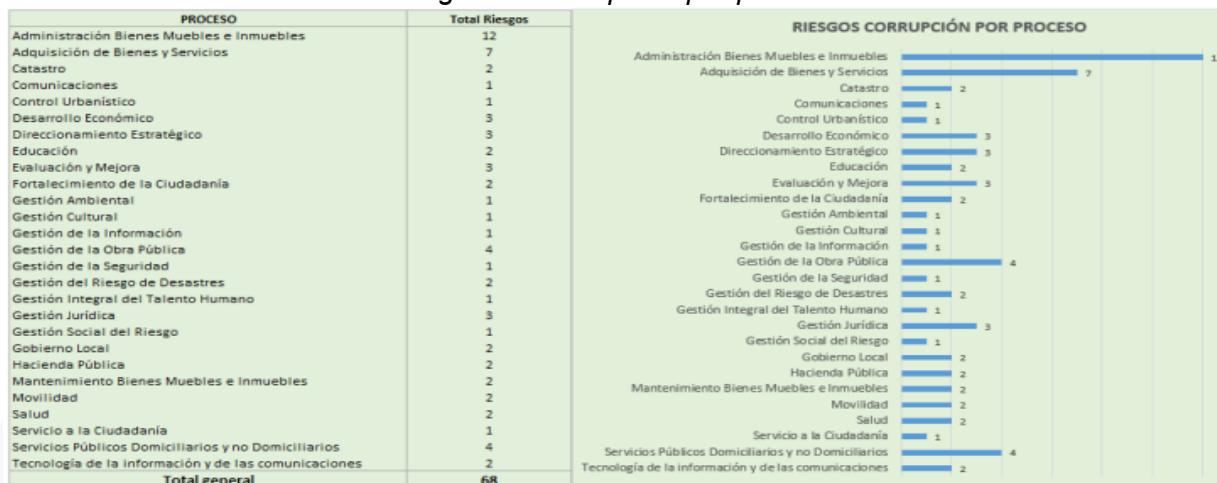 PROCESO Total Riesgos
Administración Bienes Muebles e Inmuebles 12
Adquisición de Bienes y Servicios 7
Catastro 2
Comunicaciones 1
Control Urbanístico 1
Desarrollo Económico 3
Direccionamiento Estratégico 3
Educación 2
Evaluación y Mejora 3
Fortalecimiento de la Ciudadanía 2
Gestión Ambiental 1
Gestión Cultural 1
Gestión de la Información 1
Gestión de la Obra Pública 4
Gestión de la Seguridad 1
Gestión del Riesgo de Desastres 2
Gestión Integral del Talento Humano 1
Gestión Jurídica 3
Gestión Social del Riesgo 1
Gobierno Local 2
Hacienda Pública 2
Mantenimiento Bienes Muebles e Inmuebles 2
Movilidad 2
Salud 2
Servicio a la Ciudadanía 1
Servicios Públicos Domiciliarios y no Domiciliarios 4
Tecnología de la información y de las comunicaciones 2
Total general 68
RIESGOS CORRUPCIÓN POR PROCESO
Administración Bienes Muebles e Inmuebles 1
Adquisición de Bienes y Servicios 7
Catastro 2
Comunicaciones 1
Control Urbanístico 1
Desarrollo Económico 3
Direccionamiento Estratégico 3
Educación 2
Evaluación y Mejora 3
Fortalecimiento de la Ciudadanía 2
Gestión Ambiental 1
Gestión Cultural 1
Gestión de la Información 1
Gestión de la Obra Pública 4
Gestión de la Seguridad 1
Gestión del Riesgo de Desastres 2
Gestión Integral del Talento Humano 1
Gestión Jurídica 3
Gestión Social del Riesgo 1
Gobierno Local 2
Hacienda Pública 2
Mantenimiento Bienes Muebles e Inmuebles 2
Movilidad 2
Salud 2
Servicio a la Ciudadanía 1
Servicios Públicos Domiciliarios y no Domiciliarios 4
Tecnología de la información y de las comunicaciones 2